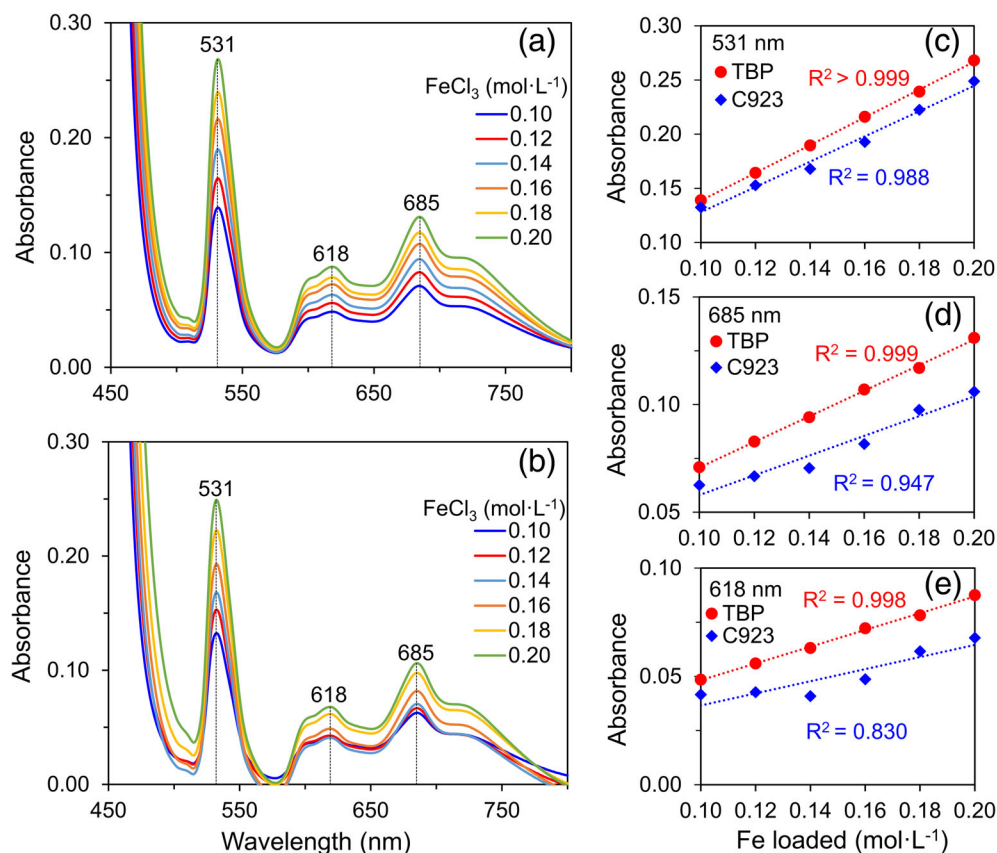 (a)
0.30
0.20
0.10
0.00
Absorbance
450
550
650
750
531
618
685
FeCl₃ (mol·L⁻¹)
0.10
0.12
0.14
0.16
0.18
0.20
(b)
0.30
0.20
0.10
0.00
Absorbance
450
550
650
750
Wavelength (nm)
531
618
685
FeCl₃ (mol·L⁻¹)
0.10
0.12
0.14
0.16
0.18
0.20
(c)
531 nm
TBP
C923
R² > 0.999
R² = 0.988
0.30
0.25
0.20
0.15
0.10
Absorbance
0.10 0.12 0.14 0.16 0.18 0.20
(d)
685 nm
TBP
C923
R² = 0.999
R² = 0.947
0.15
0.10
0.05
Absorbance
0.10 0.12 0.14 0.16 0.18 0.20
(e)
618 nm
TBP
C923
R² = 0.998
R² = 0.830
0.10
0.05
0.00
Absorbance
0.10 0.12 0.14 0.16 0.18 0.20
Fe loaded (mol·L⁻¹)